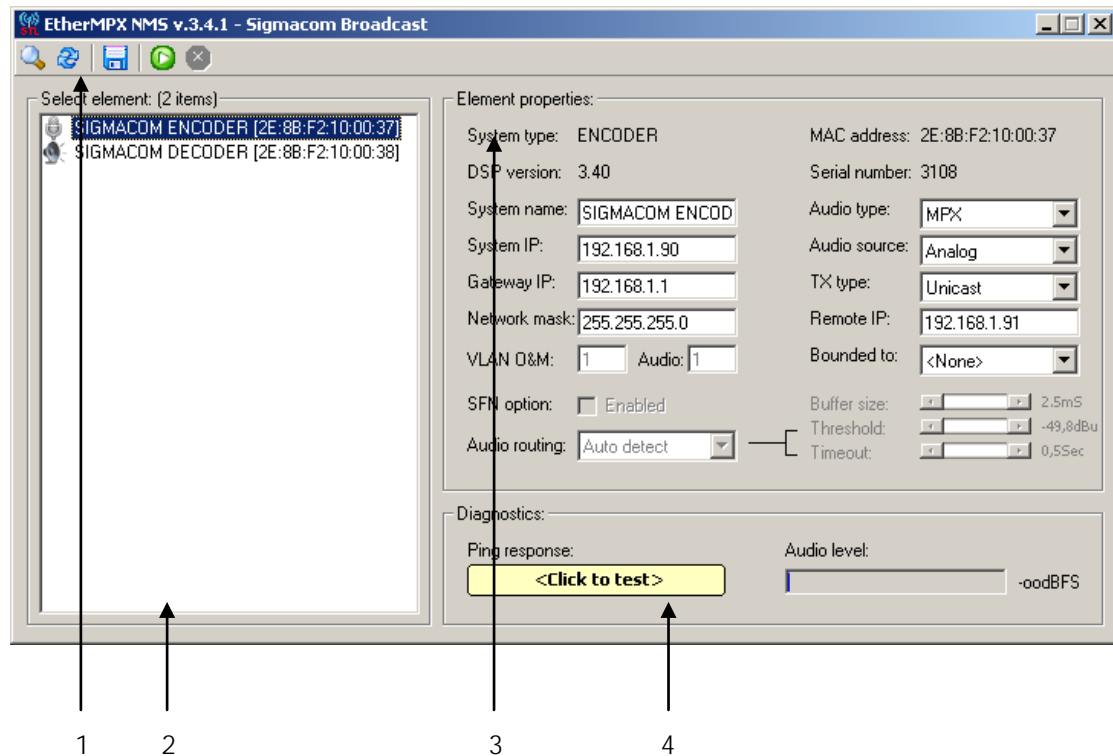 EtherMPX NMS v.3.4.1 - Sigmacom Broadcast
Select element: (2 items)
SIGMACOM ENCODER [2E:8B:F2:10:00:37]
SIGMACOM DECODER [2E:8B:F2:10:00:38]
Element properties:
System type: ENCODER MAC address: 2E:8B:F2:10:00:37
DSP version: 3.40 Serial number: 3108
System name: SIGMACOM ENCOD Audio type: MPX
System IP: 192.168.1.90 Audio source: Analog
Gateway IP: 192.168.1.1 TX type: Unicast
Network mask: 255.255.255.0 Remote IP: 192.168.1.91
VLAN O&M: 1 Audio: 1 Bounded to: <None>
SFN option: Enabled Buffer size: 2.5mS
Threshold: -49,8dBu
Audio routing: Auto detect Timeout: 0,5Sec
Diagnostics:
Ping response: Audio level:
<Click to test> -oodBFS
1 2 3 4